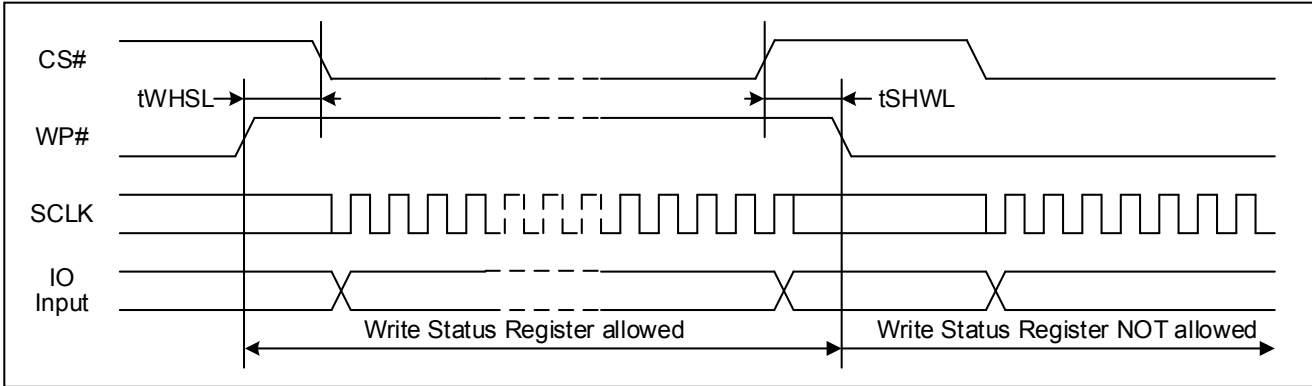 CS#
tWHSL
tSHWL
WP#
SCLK
IO
Input
Write Status Register allowed
Write Status Register NOT allowed